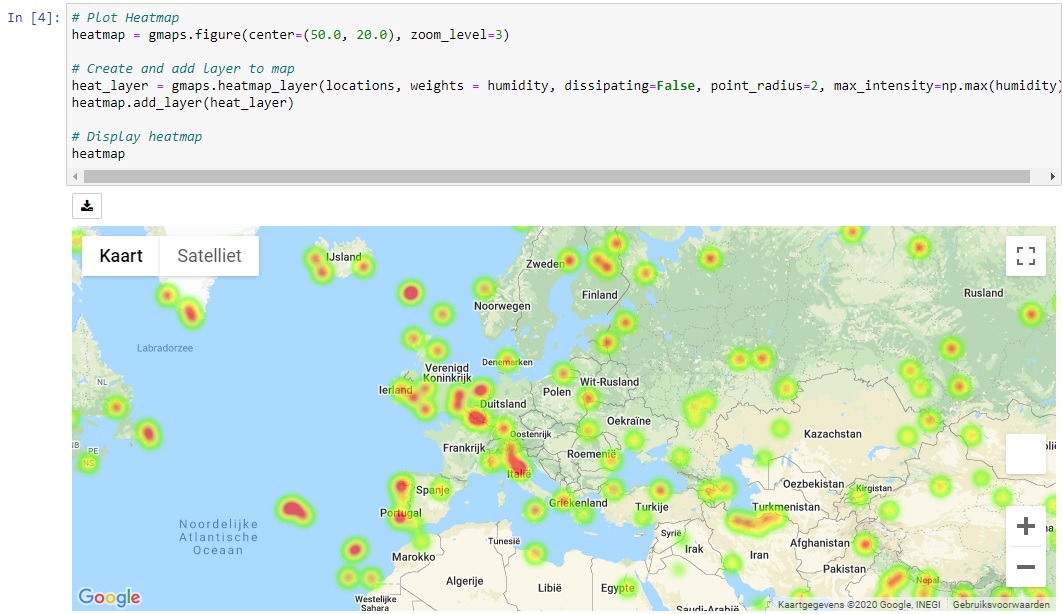 In [4]:
# Plot Heatmap
heatmap = gmaps.figure(center=(50.0, 20.0), zoom_level=3)
# Create and add layer to map
heat_layer = gmaps.heatmap_layer(locations, weights = humidity, dissipating=False, point_radius=2, max_intensity=np.max(humidity)
heatmap.add_layer(heat_layer)
# Display heatmap
heatmap
Kaart
Satelliet
IJsland
Zweden
Finland
Rusland
Noorwegen
Labradorzee
Denemarken
NL
Verenigd
Koninkrijk
Wit-Rusland
Ierland
Polen
Duitsland
Oekraïne
Kazachstan
Oostenrijk
PE
NS
Frankrijk
Roemenië
Italië
Oezbekistan
Kirgistan
Spanje
Griekenland
Turkije
Turkmenistan
Portugal
Noordelijke
Atlantische
Oceaan
Syrië
Tunesië
Irak
Afghanistan
Marokko
Iran
Pakistan
Algerije
Libië
Egypte
Nepal
Westelijke
Sahara
Saudi-Arabië
Google
Kaartgegevens ©2020 Google, INEGI
Gebruiksvoorwaarden